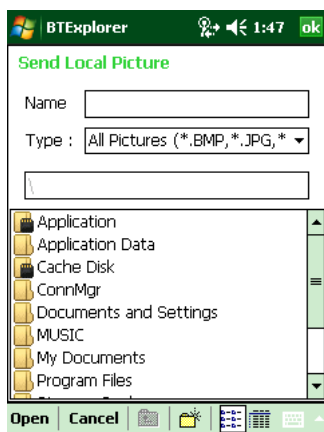 BTExplorer 1:47 ok
Send Local Picture
Name
Type : All Pictures (*.BMP,*.JPG,*
\
Application
Application Data
Cache Disk
ConnMgr
Documents and Settings
MUSIC
My Documents
Program Files
Open Cancel